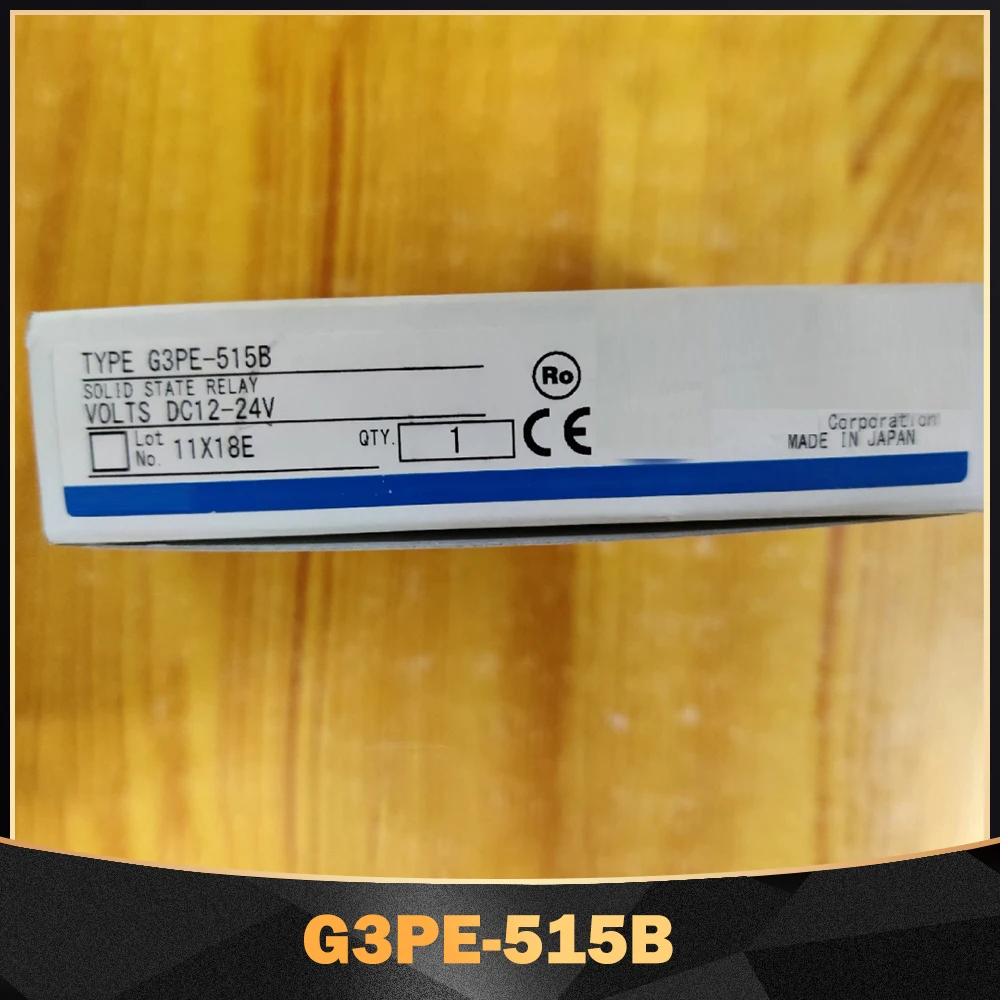 TYPE G3PE-515B
SOLID STATE RELAY
VOLTS DC12-24V
Lot No. 11X18E
QTY. 1
Ro
CE
Corporation
MADE IN JAPAN
G3PE-515B